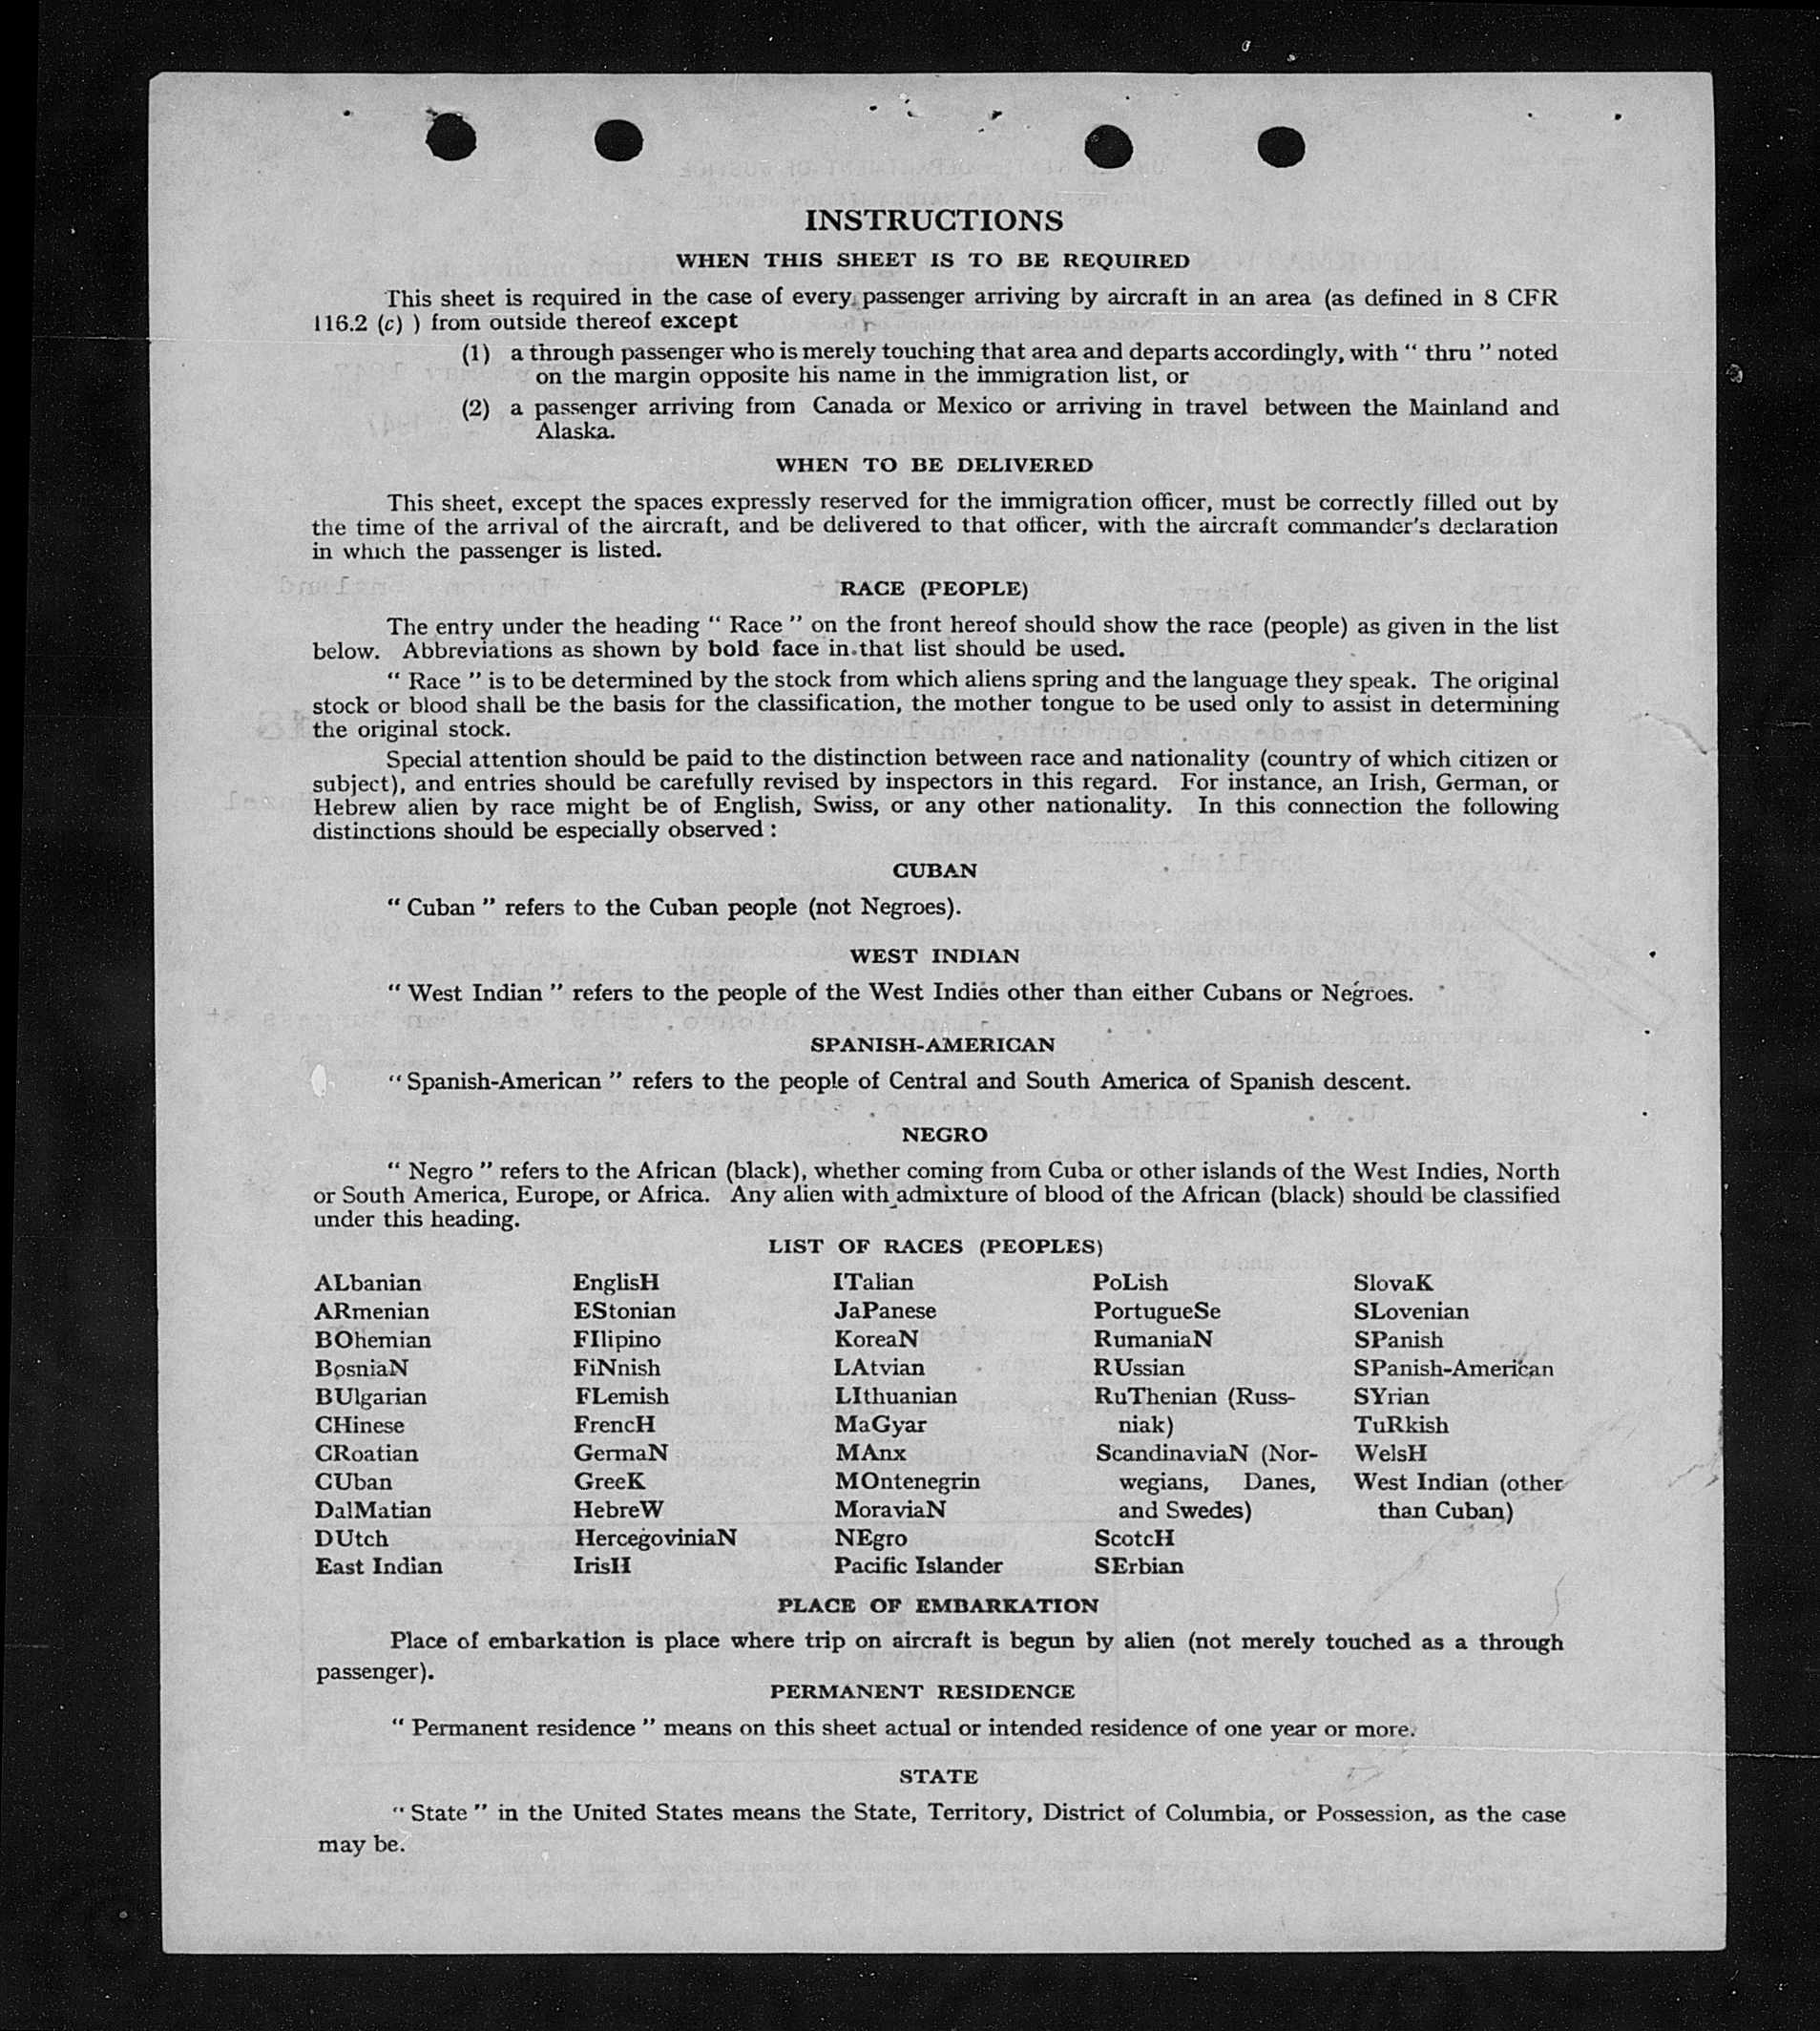 INSTRUCTIONS
WHEN THIS SHEET IS TO BE REQUIRED
This sheet is required in the case of every passenger arriving by aircraft in an area (as defined in 8 CFR
116.2 (c) ) from outside thereof except
(1) a through passenger who is merely touching that area and departs accordingly, with “ thru ” noted
on the margin opposite his name in the immigration list, or
(2) a passenger arriving from Canada or Mexico or arriving in travel between the Mainland and
Alaska.
WHEN TO BE DELIVERED
This sheet, except the spaces expressly reserved for the immigration officer, must be correctly filled out by
the time of the arrival of the aircraft, and be delivered to that officer, with the aircraft commander's declaration
in which the passenger is listed.
RACE (PEOPLE)
The entry under the heading “ Race ” on the front hereof should show the race (people) as given in the list
below. Abbreviations as shown by bold face in that list should be used.
“ Race ” is to be determined by the stock from which aliens spring and the language they speak. The original
stock or blood shall be the basis for the classification, the mother tongue to be used only to assist in determining
the original stock.
Special attention should be paid to the distinction between race and nationality (country of which citizen or
subject), and entries should be carefully revised by inspectors in this regard. For instance, an Irish, German, or
Hebrew alien by race might be of English, Swiss, or any other nationality. In this connection the following
distinctions should be especially observed :
CUBAN
“ Cuban ” refers to the Cuban people (not Negroes).
WEST INDIAN
“ West Indian ” refers to the people of the West Indies other than either Cubans or Negroes.
SPANISH-AMERICAN
“ Spanish-American ” refers to the people of Central and South America of Spanish descent.
NEGRO
“ Negro ” refers to the African (black), whether coming from Cuba or other islands of the West Indies, North
or South America, Europe, or Africa. Any alien with admixture of blood of the African (black) should be classified
under this heading.
LIST OF RACES (PEOPLES)
ALbanian
ARmenian
BOhemian
BosniaN
BUlgarian
CHinese
CRoatian
CUban
DalMatian
DUtch
East Indian
EnglisH
EStonian
FIlipino
FiNnish
FLemish
FrencH
GermaN
GreeK
HebreW
HercegoviniaN
IrisH
ITalian
JaPanese
KoreaN
LAtvian
LIthuanian
MaGyar
MAnx
MOntenegrin
MoraviaN
NEgro
Pacific Islander
PoLish
PortugueSe
RumaniaN
RUssian
RuThenian (Russ-
niak)
ScandinaviaN (Nor-
wegians, Danes,
and Swedes)
ScotcH
SErbian
SlovaK
SLovenian
SPanish
SPanish-American
SYrian
TuRkish
WelsH
West Indian (other
than Cuban)
PLACE OF EMBARKATION
Place of embarkation is place where trip on aircraft is begun by alien (not merely touched as a through
passenger).
PERMANENT RESIDENCE
“ Permanent residence ” means on this sheet actual or intended residence of one year or more.
STATE
“ State ” in the United States means the State, Territory, District of Columbia, or Possession, as the case
may be.